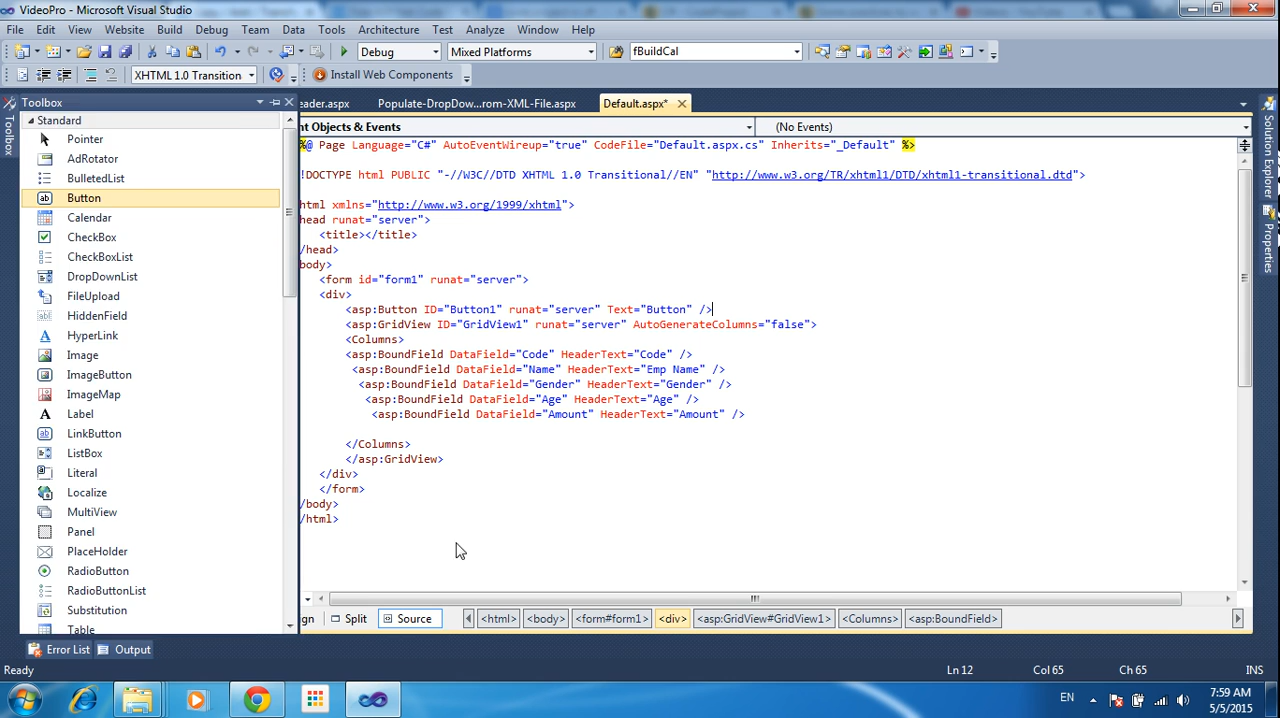 VideoPro - Microsoft Visual Studio
File Edit View Website Build Debug Team Data Tools Architecture Test Analyze Window Help
Debug Mixed Platforms fBuildCal
XHTML 1.0 Transition Install Web Components
Toolbox
eader.aspx Populate-DropDow...rom-XML-File.aspx Default.aspx*
Standard
nt Objects & Events (No Events)
Pointer
AdRotator
BulletedList
Button
Calendar
CheckBox
CheckBoxList
DropDownList
FileUpload
HiddenField
HyperLink
Image
ImageButton
ImageMap
Label
LinkButton
ListBox
Literal
Localize
MultiView
Panel
PlaceHolder
RadioButton
RadioButtonList
Substitution
Table
%@ Page Language="C#" AutoEventWireup="true" CodeFile="Default.aspx.cs" Inherits="_Default" %>
!DOCTYPE html PUBLIC "-//W3C//DTD XHTML 1.0 Transitional//EN" "http://www.w3.org/TR/xhtml1/DTD/xhtml1-transitional.dtd">
html xmlns="http://www.w3.org/1999/xhtml">
head runat="server">
<title></title>
/head>
body>
<form id="form1" runat="server">
<div>
<asp:Button ID="Button1" runat="server" Text="Button" />
<asp:GridView ID="GridView1" runat="server" AutoGenerateColumns="false">
<Columns>
<asp:BoundField DataField="Code" HeaderText="Code" />
<asp:BoundField DataField="Name" HeaderText="Emp Name" />
<asp:BoundField DataField="Gender" HeaderText="Gender" />
<asp:BoundField DataField="Age" HeaderText="Age" />
<asp:BoundField DataField="Amount" HeaderText="Amount" />
</Columns>
</asp:GridView>
</div>
</form>
/body>
/html>
ign Split Source <html> <body> <form#form1> <div> <asp:GridView#GridView1> <Columns> <asp:BoundField>
Toolbox
Solution Explorer
Properties
Error List Output
Ready Ln 12 Col 65 Ch 65 INS
EN 7:59 AM
5/5/2015